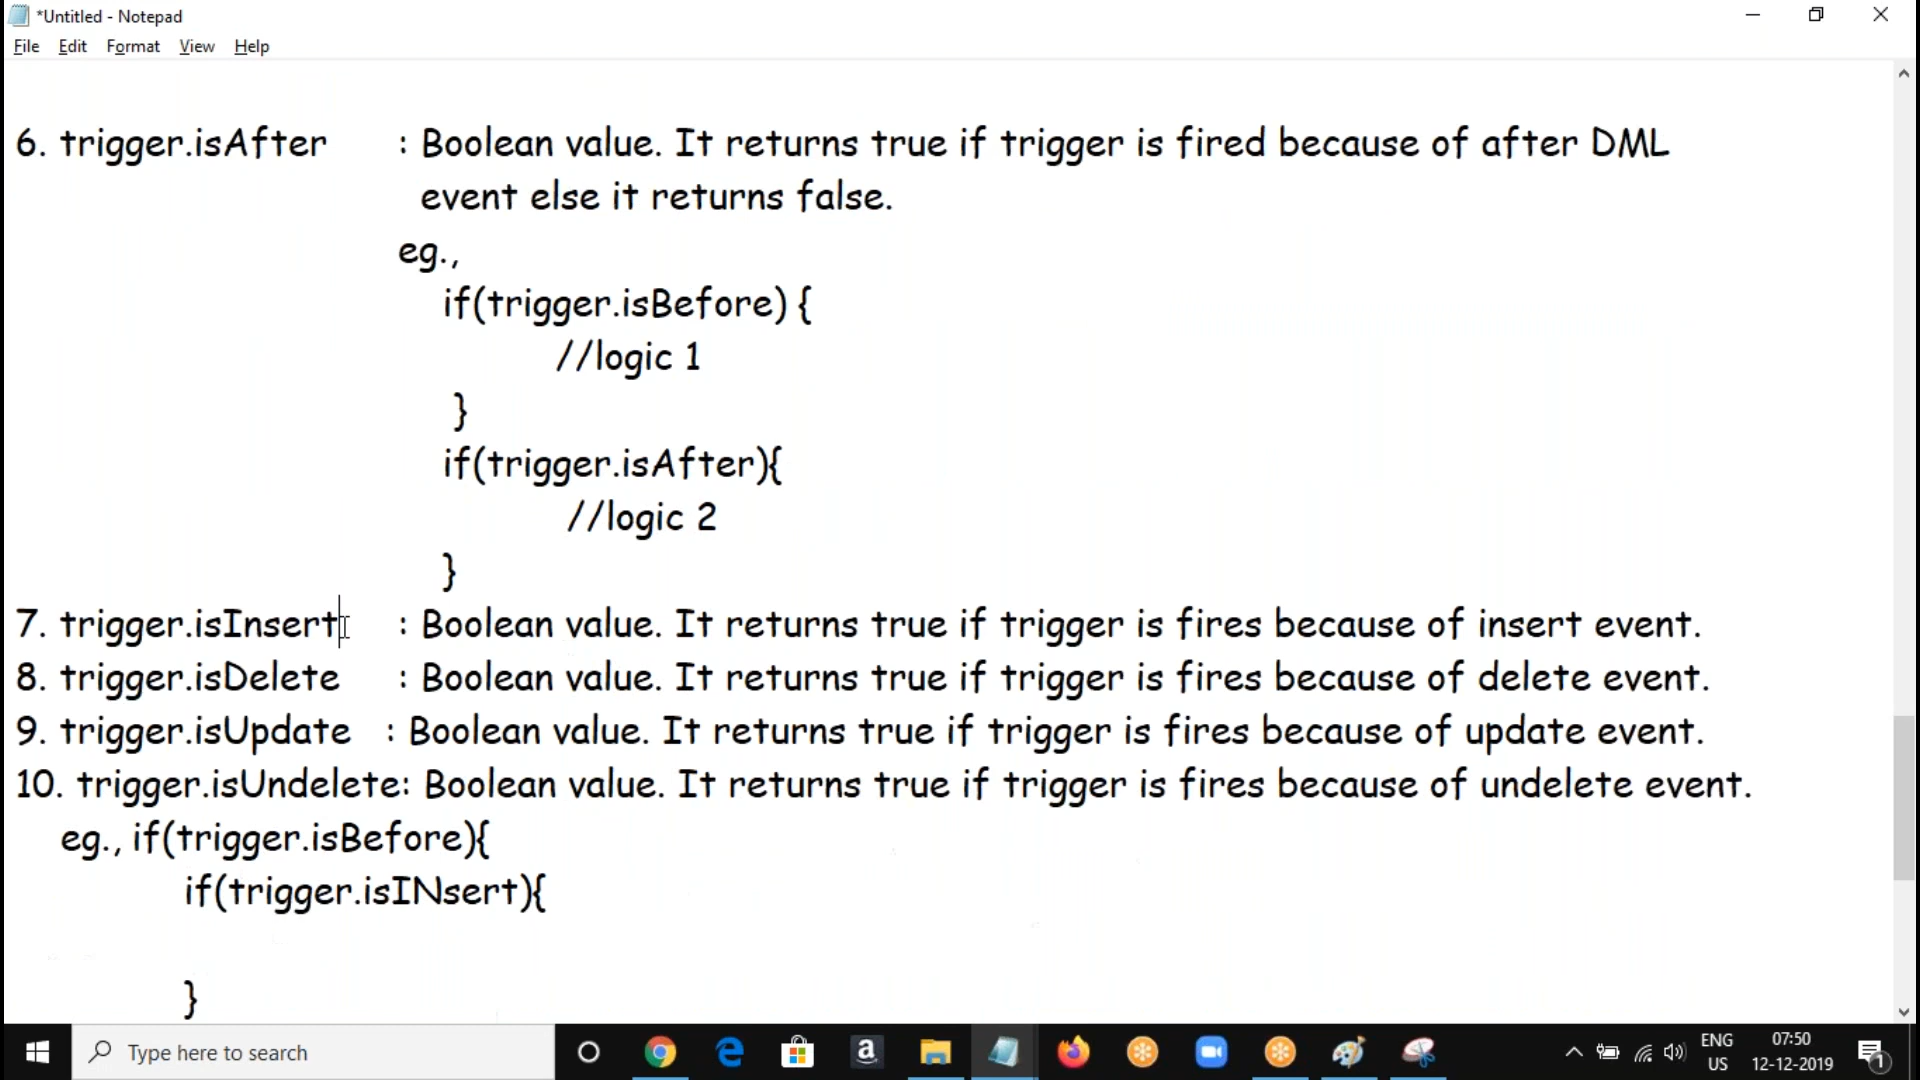 *Untitled - Notepad
File Edit Format View Help
6. trigger.isAfter : Boolean value. It returns true if trigger is fired because of after DML
event else it returns false.
eg.,
if(trigger.isBefore) {
//logic 1
}
if(trigger.isAfter){
//logic 2
}
7. trigger.isInsert : Boolean value. It returns true if trigger is fires because of insert event.
8. trigger.isDelete : Boolean value. It returns true if trigger is fires because of delete event.
9. trigger.isUpdate : Boolean value. It returns true if trigger is fires because of update event.
10. trigger.isUndelete: Boolean value. It returns true if trigger is fires because of undelete event.
eg., if(trigger.isBefore){
if(trigger.isINsert){
}
Type here to search
a
ENG
US
07:50
12-12-2019
1